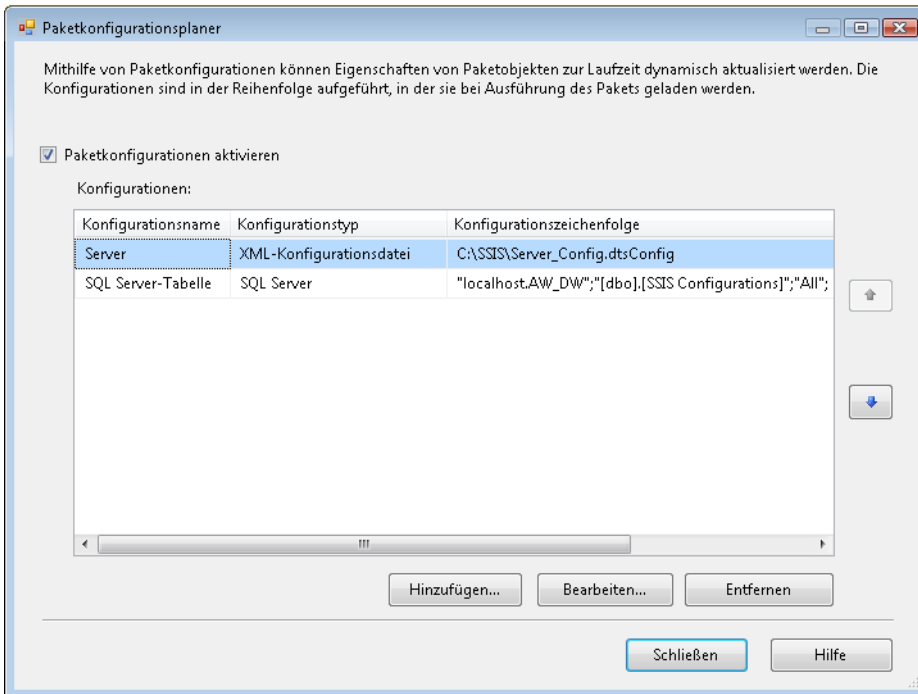 Paketkonfigurationsplaner
Mithilfe von Paketkonfigurationen können Eigenschaften von Paketobjekten zur Laufzeit dynamisch aktualisiert werden. Die
Konfigurationen sind in der Reihenfolge aufgeführt, in der sie bei Ausführung des Pakets geladen werden.
Paketkonfigurationen aktivieren
Konfigurationen:
Konfigurationsname Konfigurationstyp Konfigurationszeichenfolge
Server XML-Konfigurationsdatei C:\SSIS\Server_Config.dtsConfig
SQL Server-Tabelle SQL Server "localhost.AW_DW";"[dbo].[SSIS Configurations]";"All";
Hinzufügen... Bearbeiten... Entfernen
Schließen Hilfe